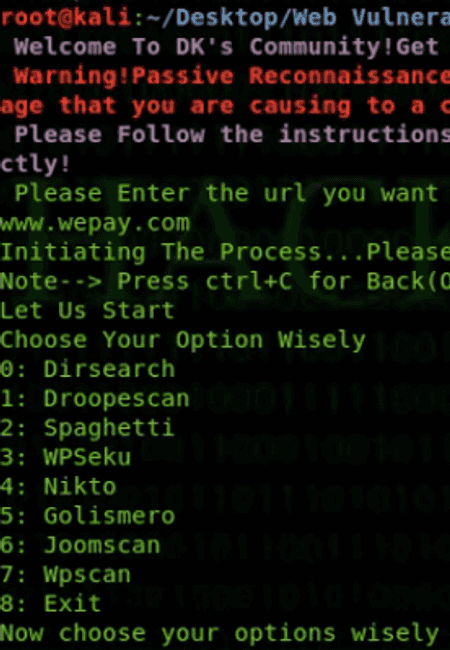 root@kali:~/Desktop/Web Vulnera
Welcome To DK's Community!Get
Warning!Passive Reconnaissance
age that you are causing to a c
Please Follow the instructions
ctly!
Please Enter the url you want
www.wepay.com
Initiating The Process...Please
Note--> Press ctrl+C for Back(O
Let Us Start
Choose Your Option Wisely
0: Dirsearch
1: Droopescan
2: Spaghetti
3: WPSeku
4: Nikto
5: Golismero
6: Joomscan
7: Wpscan
8: Exit
Now choose your options wisely